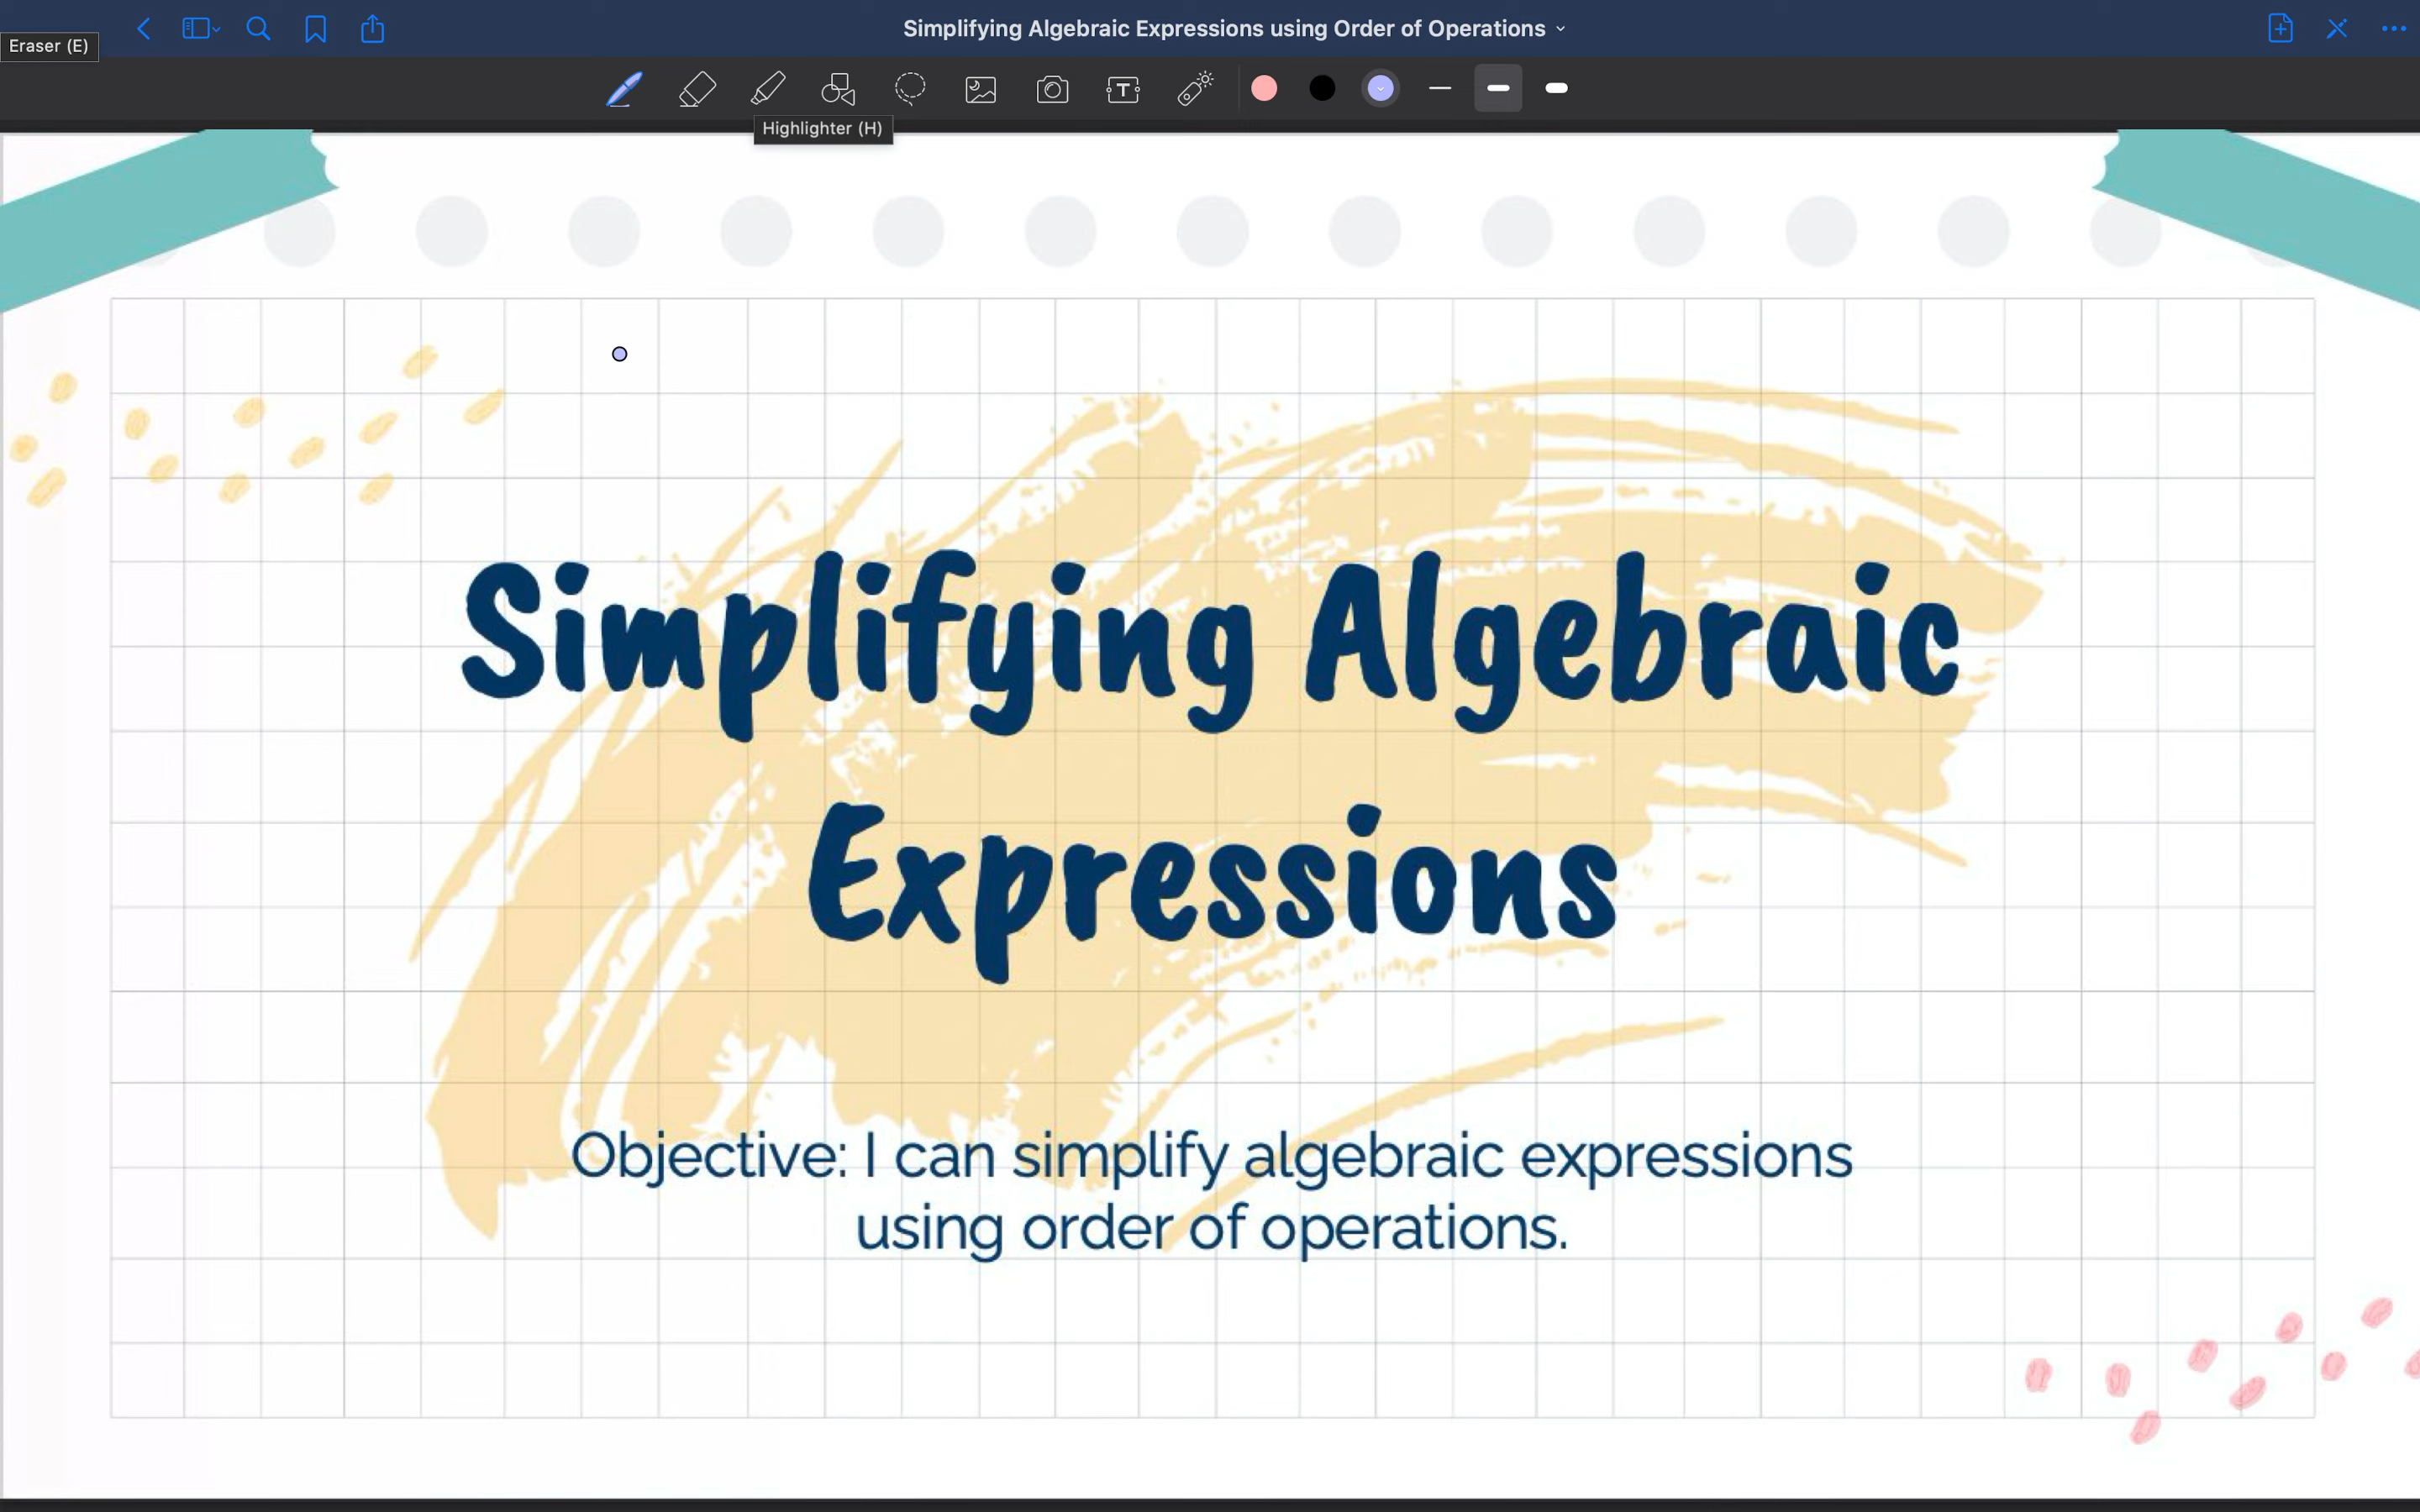 Simplifying Algebraic Expressions using Order of Operations
Eraser (E)
T
Highlighter (H)
Simplifying Algebraic
Expressions
Objective: I can simplify algebraic expressions
using order of operations.